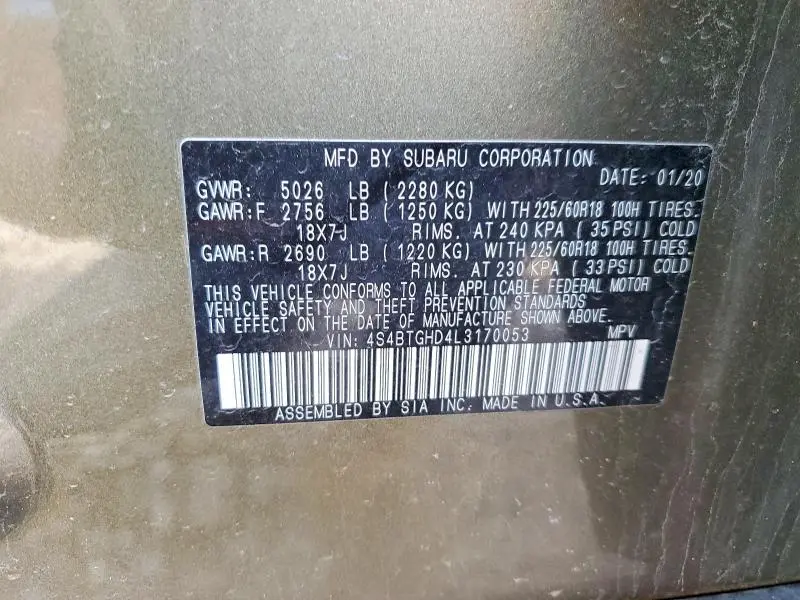 MFD BY SUBARU CORPORATION
DATE: 01/20
GVWR: 5026 LB (2280 KG)
GAWR:F 2756 LB (1250 KG) WITH 225/60R18 100H TIRES.
18X7J RIMS. AT 240 KPA (35 PSI) COLD
GAWR:R 2690 LB (1220 KG) WITH 225/60R18 100H TIRES.
18X7J RIMS. AT 230 KPA (33 PSI) COLD
THIS VEHICLE CONFORMS TO ALL APPLICABLE FEDERAL MOTOR
VEHICLE SAFETY AND THEFT PREVENTION STANDARDS
IN EFFECT ON THE DATE OF MANUFACTURE SHOWN ABOVE.
VIN: 4S4BTGHD4L3170053 MPV
ASSEMBLED BY SIA INC. MADE IN U.S.A.